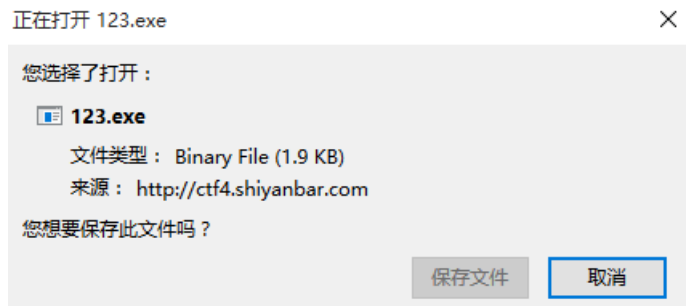 正在打开 123.exe
您选择了打开：
123.exe
文件类型： Binary File (1.9 KB)
来源： http://ctf4.shiyanbar.com
您想要保存此文件吗？
保存文件 取消